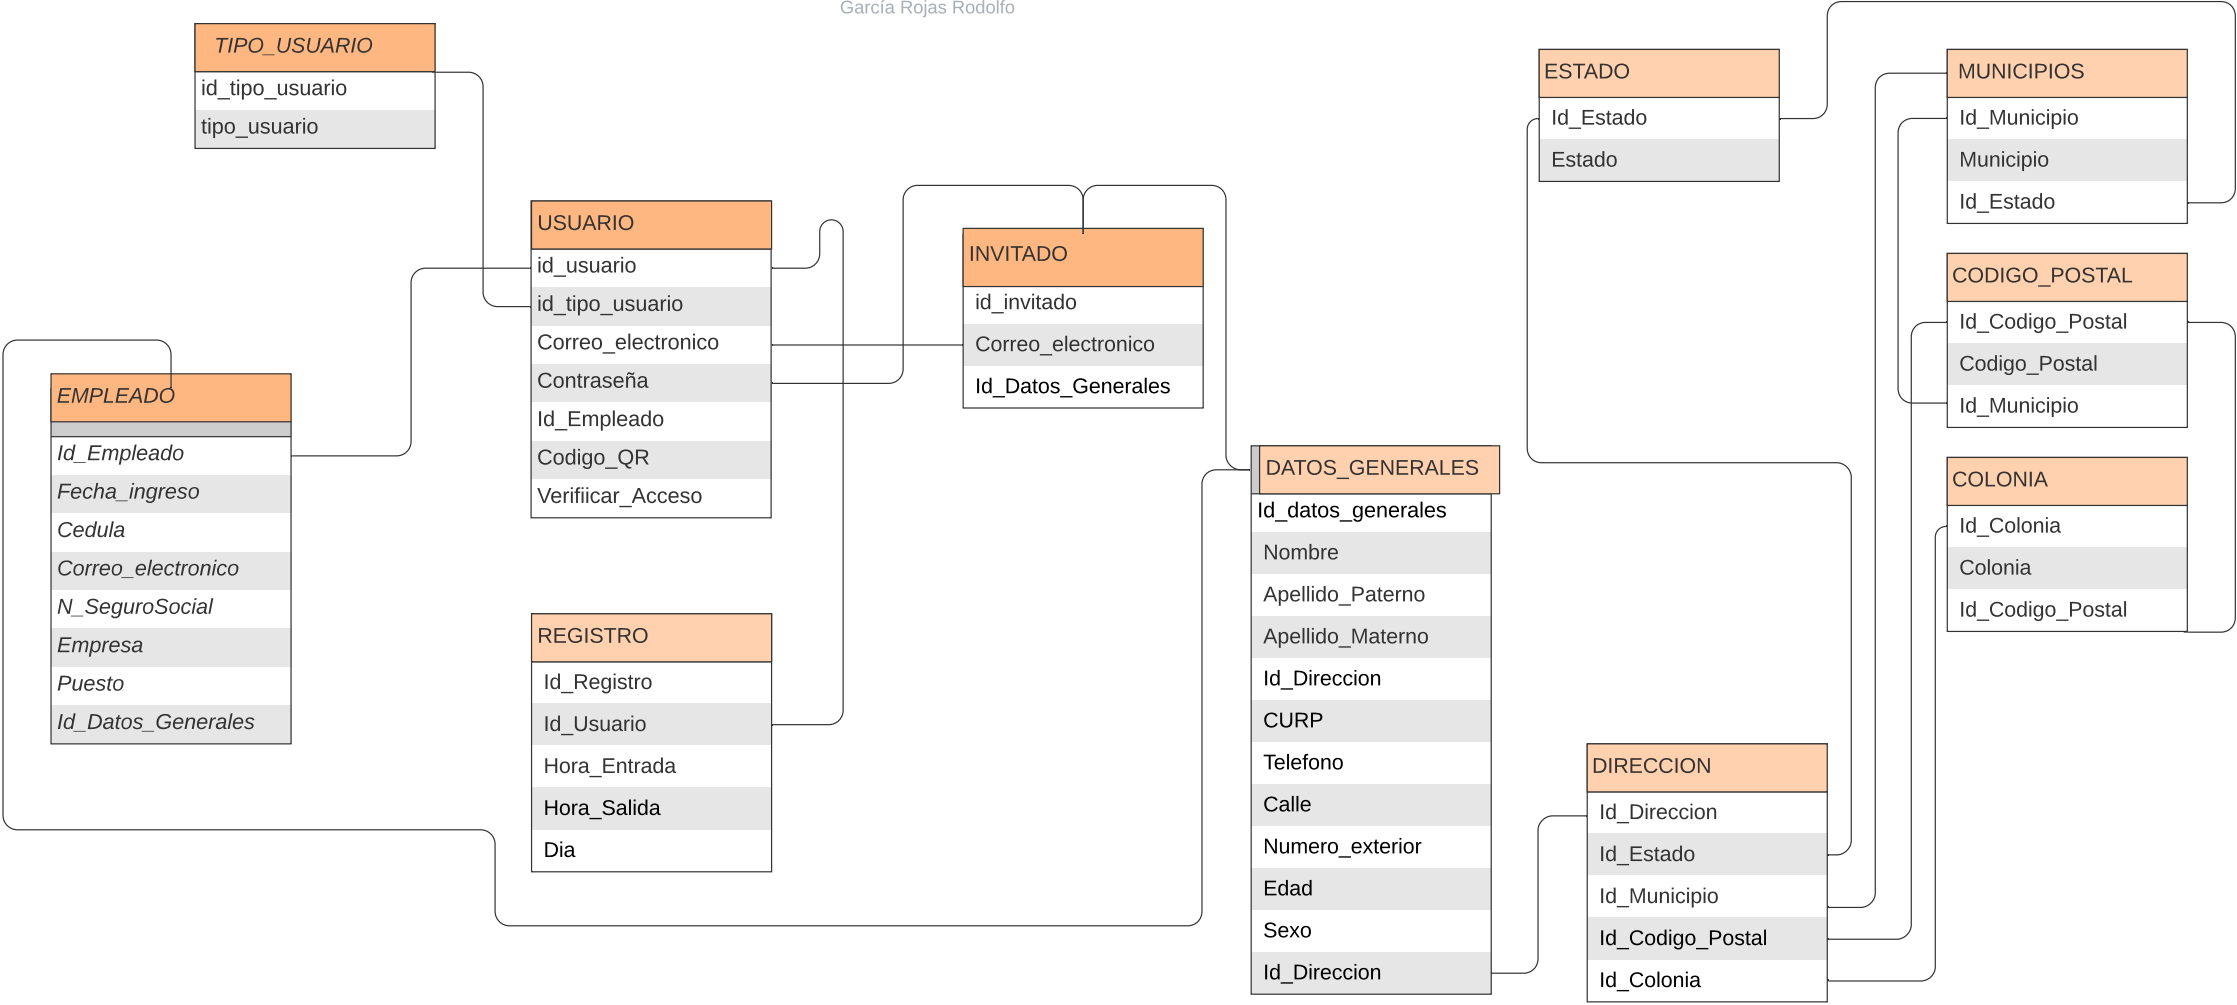 García Rojas Rodolfo
TIPO_USUARIO
id_tipo_usuario
tipo_usuario
USUARIO
id_usuario
id_tipo_usuario
Correo_electronico
Contraseña
Id_Empleado
Codigo_QR
Verifiicar_Acceso
EMPLEADO
Id_Empleado
Fecha_ingreso
Cedula
Correo_electronico
N_SeguroSocial
Empresa
Puesto
Id_Datos_Generales
REGISTRO
Id_Registro
Id_Usuario
Hora_Entrada
Hora_Salida
Dia
INVITADO
id_invitado
Correo_electronico
Id_Datos_Generales
DATOS_GENERALES
Id_datos_generales
Nombre
Apellido_Paterno
Apellido_Materno
Id_Direccion
CURP
Telefono
Calle
Numero_exterior
Edad
Sexo
Id_Direccion
ESTADO
Id_Estado
Estado
MUNICIPIOS
Id_Municipio
Municipio
Id_Estado
CODIGO_POSTAL
Id_Codigo_Postal
Codigo_Postal
Id_Municipio
COLONIA
Id_Colonia
Colonia
Id_Codigo_Postal
DIRECCION
Id_Direccion
Id_Estado
Id_Municipio
Id_Codigo_Postal
Id_Colonia